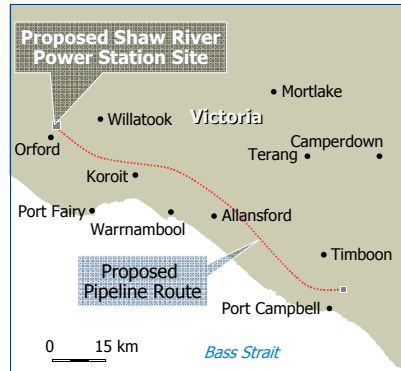 Proposed Shaw River
Power Station Site
Mortlake
Willatook
Victoria
Camperdown
Orford
Terang
Koroit
Port Fairy
Allansford
Warrnambool
Timboon
Proposed
Pipeline Route
Port Campbell
0 15 km
Bass Strait